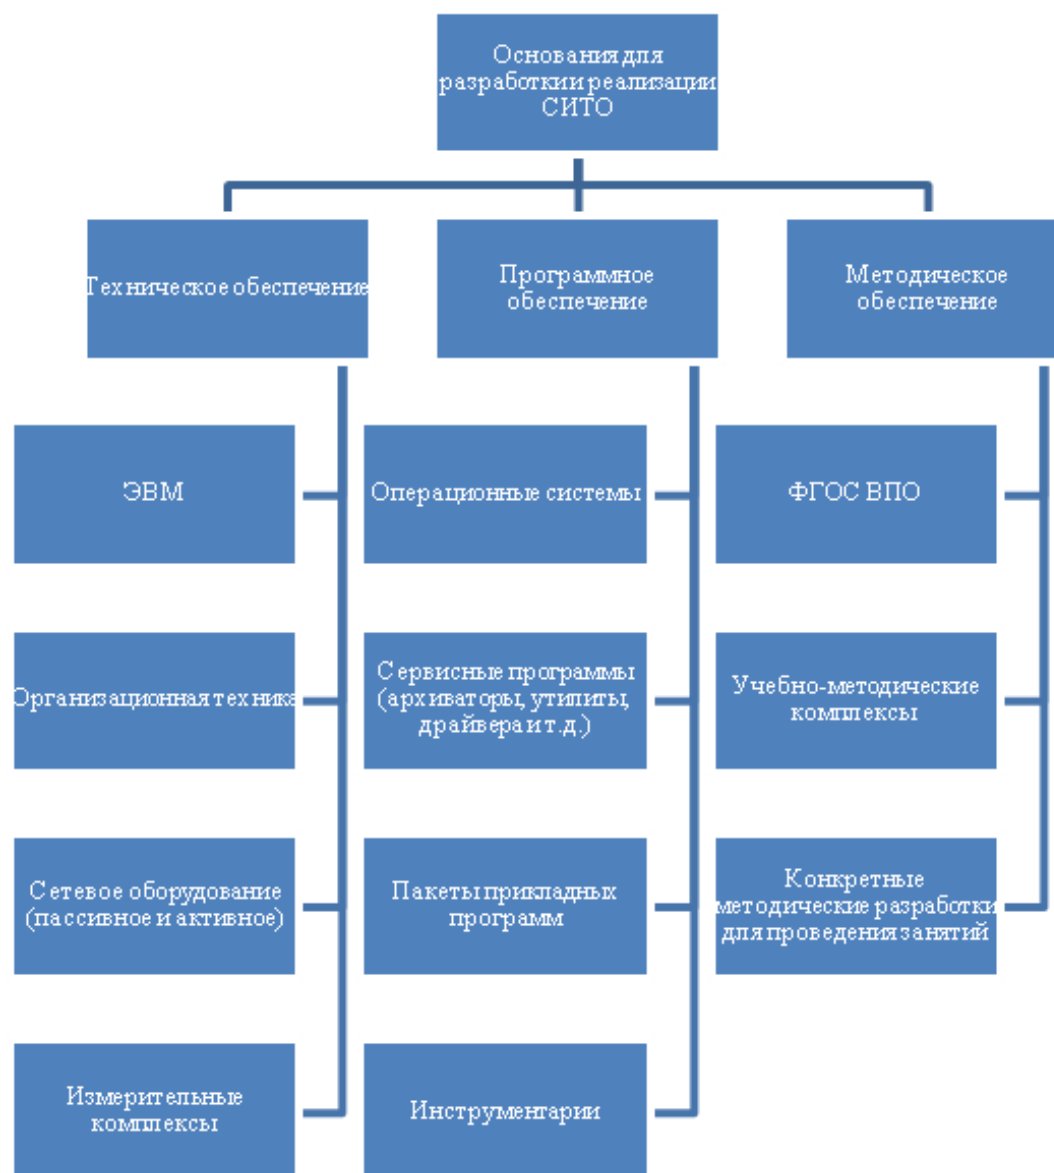 Основания для
разработки и реализации
СИТО
Техническое обеспечение
Программное
обеспечение
Методическое
обеспечение
ЭВМ
Операционные системы
ФГОС ВПО
Организационная техника
Сервисные программы
(архиваторы, утипиты,
драйвера и т.д.)
Учебно-методические
комплексы
Сетевое оборудование
(пассивное и активное)
Пакеты прикладных
программ
Конкретные
методические разработки
для проведения занятий
Измерительные
комплексы
Инструментарии